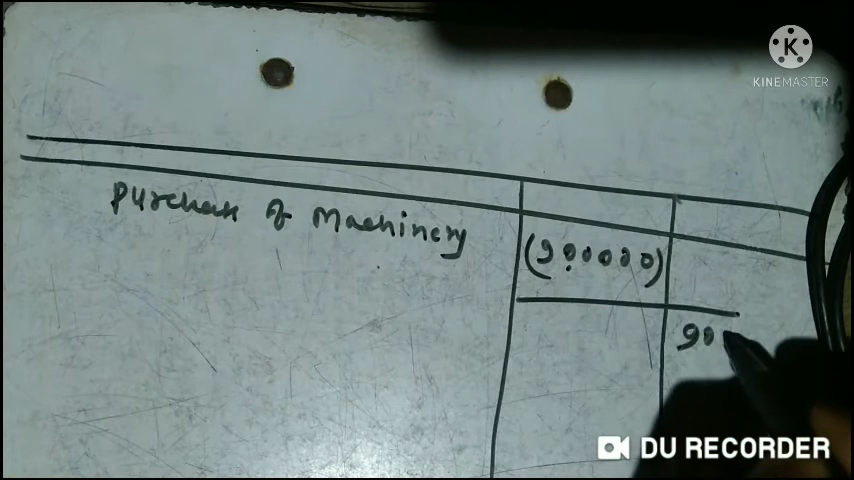 KINEMASTER
Purchase of Machinery
(900000)
90
DU RECORDER